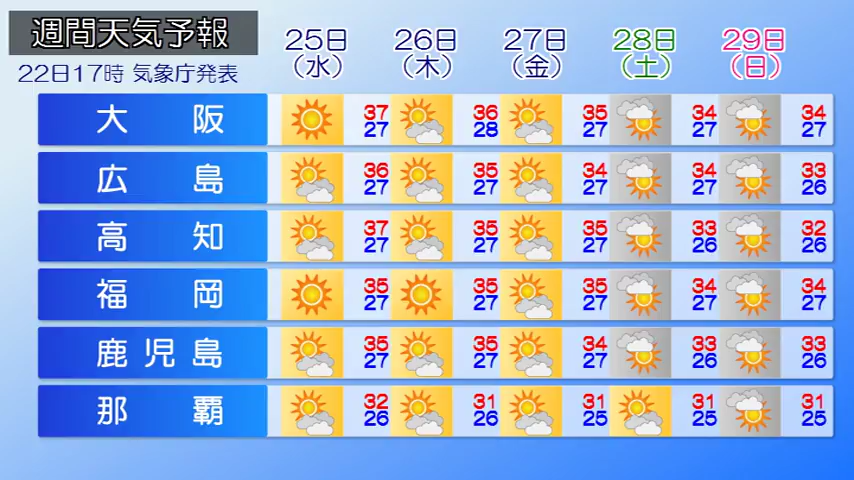 週間天気予報
22日17時 気象庁発表
25日 26日 27日 28日 29日
（水） （木） （金） （土） （日）
大阪 37 27 36 28 35 27 34 27 34 27
広島 36 27 35 27 34 27 34 27 33 26
高知 37 27 35 27 35 27 33 26 32 26
福岡 35 27 35 27 35 27 34 27 34 27
鹿児島 35 27 35 27 34 27 33 26 33 26
那覇 32 26 31 26 31 25 31 25 31 25